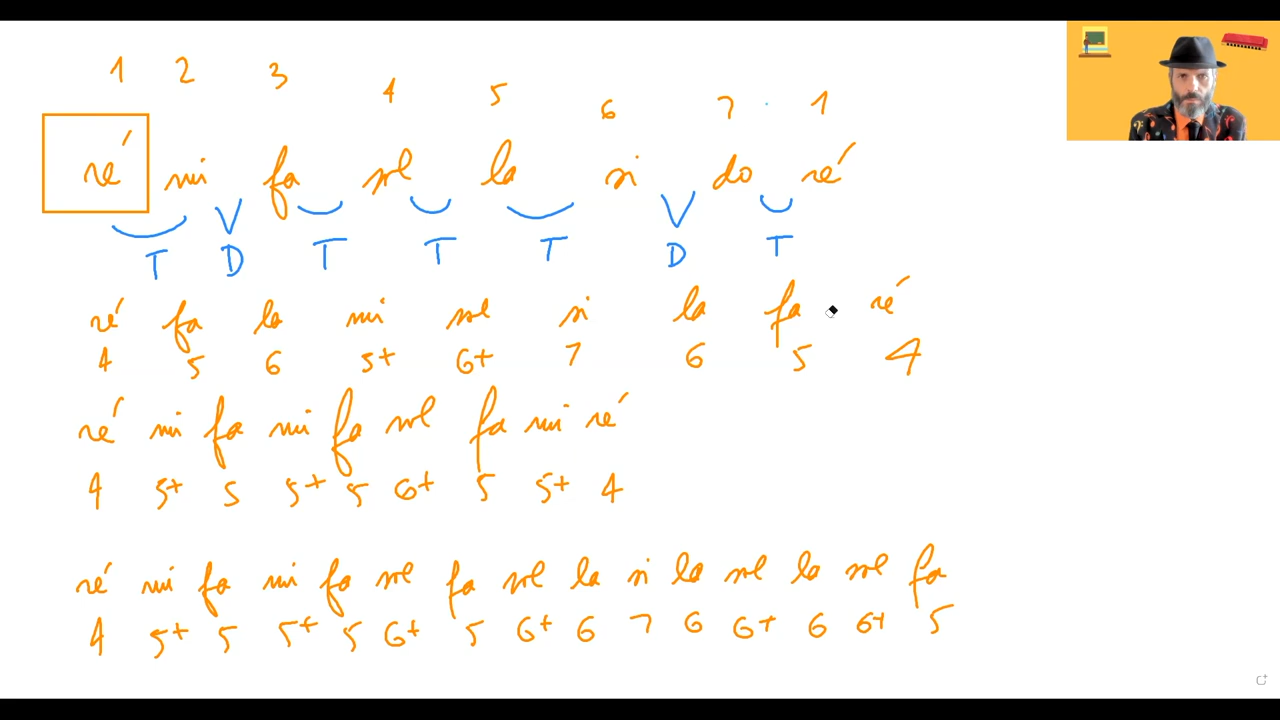 1 2 3 4 5 6 7 1
ré mi fa sol la si do ré
T D T T T D T
ré fa la mi sol si la fa ré
4 5 6 5+ 6+ 7 6 5 4
ré mi fa mi fa sol fa mi ré
4 5+ 5 5+ 5 6+ 5 5+ 4
ré mi fa mi fa sol fa sol la si la sol la sol fa
4 5+ 5 5+ 5 6+ 5 6+ 6 7 6 6+ 6 6+ 5